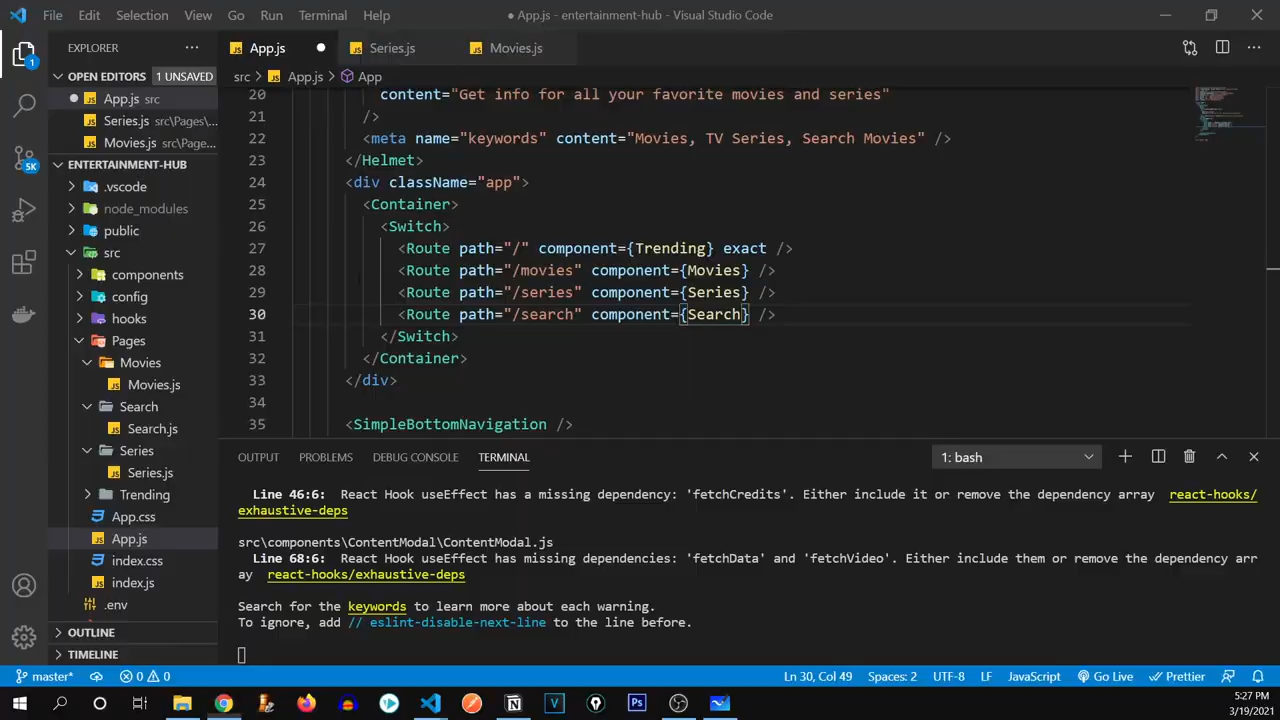 File Edit Selection View Go Run Terminal Help
● App.js - entertainment-hub - Visual Studio Code
EXPLORER
OPEN EDITORS 1 UNSAVED
App.js src
Series.js src\Pages\...
Movies.js src\Page...
ENTERTAINMENT-HUB
.vscode
node_modules
public
src
components
config
hooks
Pages
Movies
Movies.js
Search
Search.js
Series
Series.js
Trending
App.css
App.js
index.css
index.js
.env
OUTLINE
TIMELINE
1
5K
App.js Series.js Movies.js
src > App.js > App
20 content="Get info for all your favorite movies and series"
21 />
22 <meta name="keywords" content="Movies, TV Series, Search Movies" />
23 </Helmet>
24 <div className="app">
25 <Container>
26 <Switch>
27 <Route path="/" component={Trending} exact />
28 <Route path="/movies" component={Movies} />
29 <Route path="/series" component={Series} />
30 <Route path="/search" component={Search} />
31 </Switch>
32 </Container>
33 </div>
34
35 <SimpleBottomNavigation />
OUTPUT PROBLEMS DEBUG CONSOLE TERMINAL 1: bash
Line 46:6: React Hook useEffect has a missing dependency: 'fetchCredits'. Either include it or remove the dependency array react-hooks/
exhaustive-deps
src\components\ContentModal\ContentModal.js
Line 68:6: React Hook useEffect has missing dependencies: 'fetchData' and 'fetchVideo'. Either include them or remove the dependency arr
ay react-hooks/exhaustive-deps
Search for the keywords to learn more about each warning.
To ignore, add // eslint-disable-next-line to the line before.
master* 0 0 Ln 30, Col 49 Spaces: 2 UTF-8 LF JavaScript Go Live Prettier
5:27 PM
3/19/2021